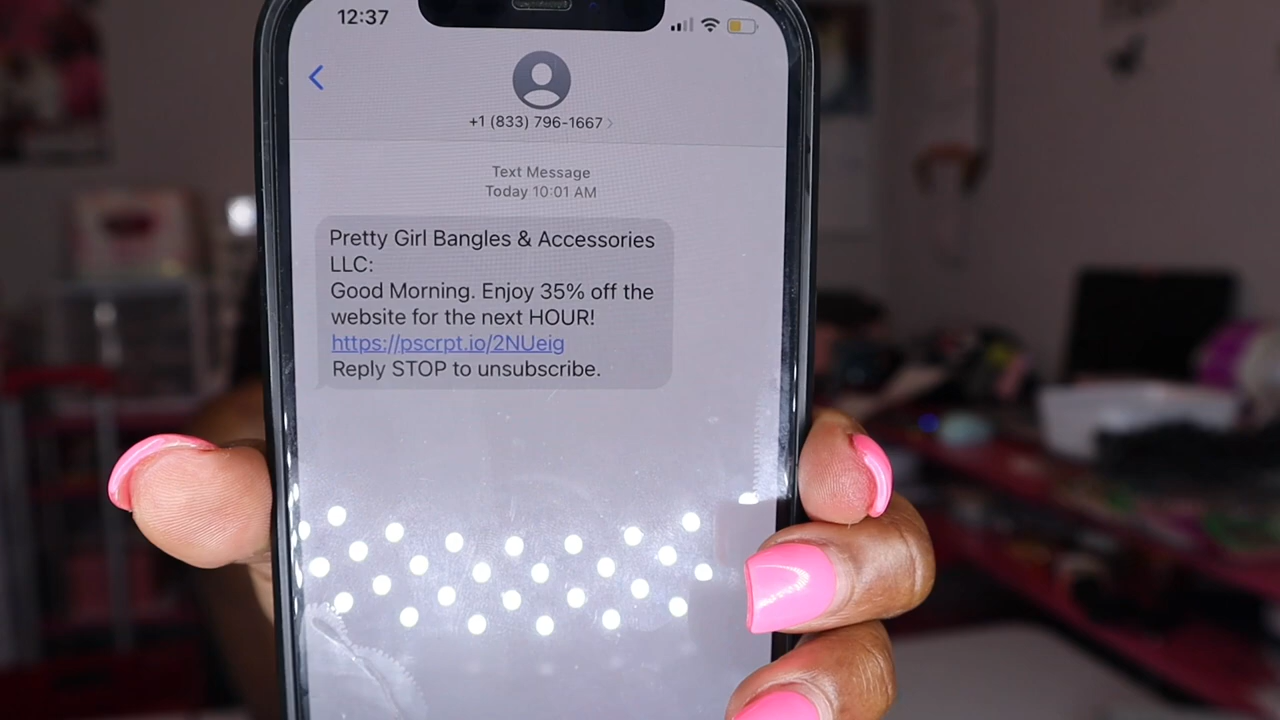 12:37
+1 (833) 796-1667
Text Message
Today 10:01 AM
Pretty Girl Bangles & Accessories
LLC:
Good Morning. Enjoy 35% off the
website for the next HOUR!
https://pscrpt.io/2NUeig
Reply STOP to unsubscribe.